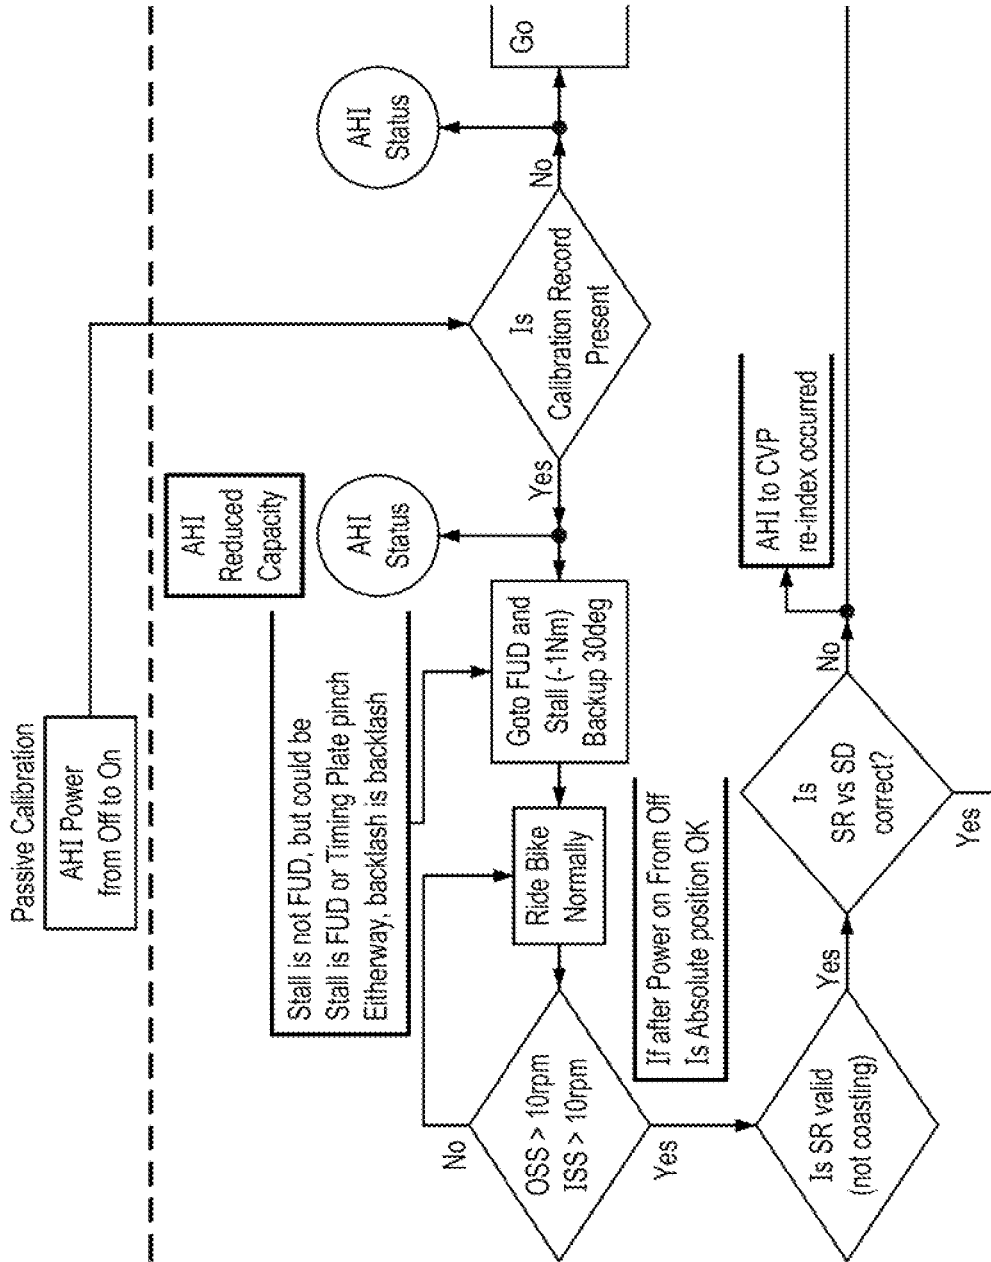 Passive Calibration
AHI Power
from Off to On
AHI
Reduced
Capacity
Stall is not FUD, but could be
Stall is FUD or Timing Plate pinch
Eitherway, backlash is backlash
AHI
Status
AHI
Status
No
OSS > 10rpm
ISS > 10rpm
Yes
Ride Bike
Normally
Goto FUD and
Stall (~1Nm)
Backup 30deg
Yes
Is
Calibration Record
Present
No
Go
If after Power on From Off
Is Absolute position OK
Is SR valid
(not coasting)
Yes
Is
SR vs SD
correct?
Yes
No
AHI to CVP
re-index occurred